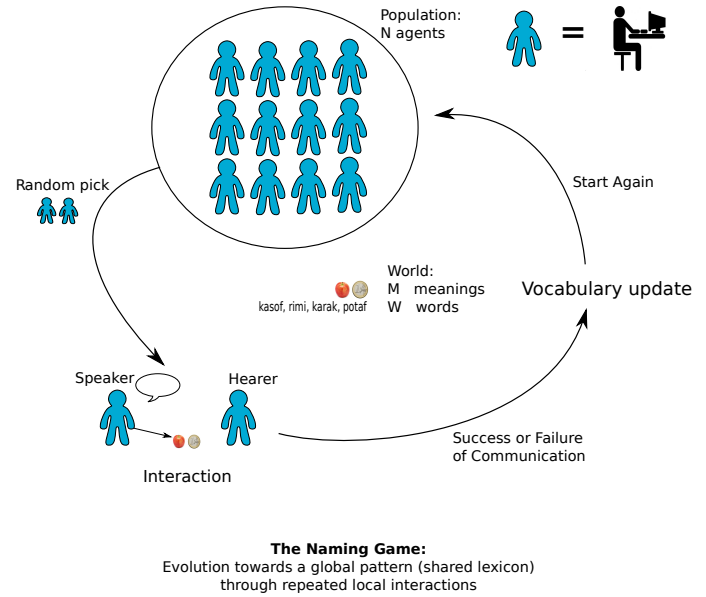 Population:
N agents
=
Random pick
Start Again
World:
M meanings
kasof, rimi, karak, potaf
W words
Vocabulary update
Speaker
Hearer
Success or Failure
of Communication
Interaction
The Naming Game:
Evolution towards a global pattern (shared lexicon)
through repeated local interactions